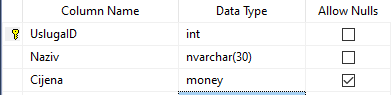 Column Name Data Type Allow Nulls
UslugaID int
Naziv nvarchar(30)
Cijena money